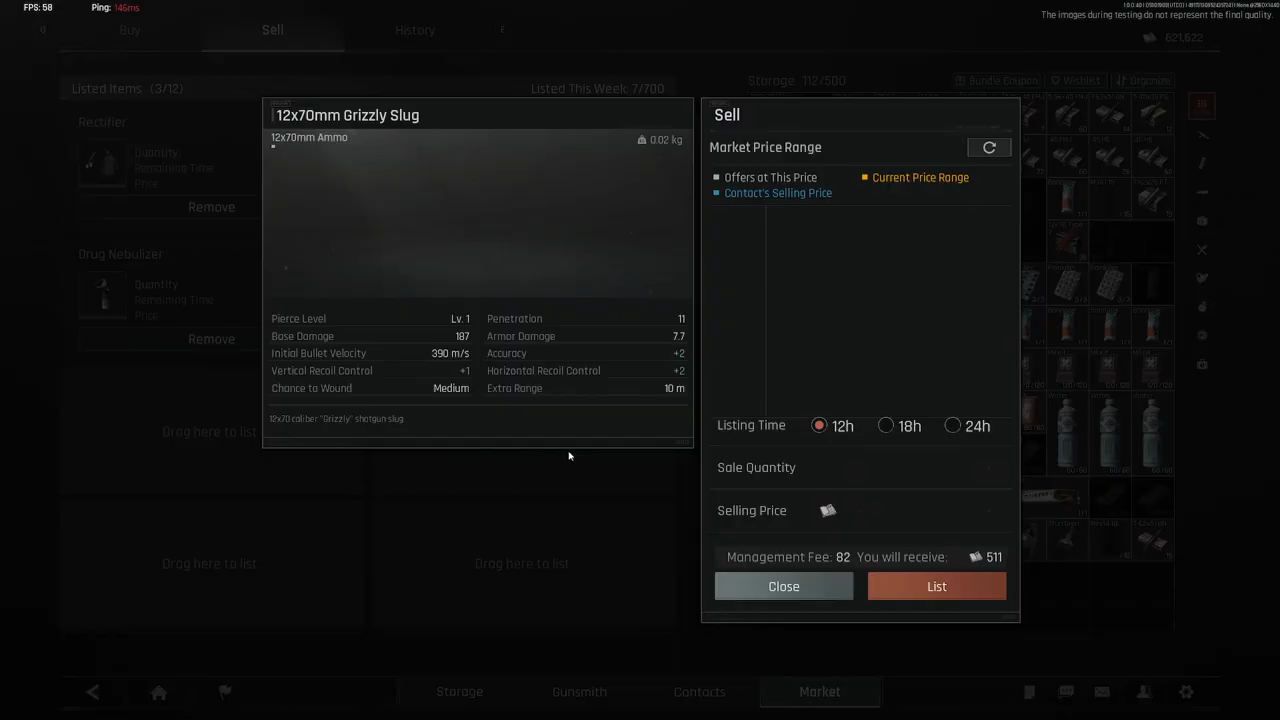 FPS: 58 Ping: 146ms
The images during testing do not represent the final quality.
Buy Sell History
621,622
Listed Items (3/12) Listed This Week: 7/700
Storage 112/500 Bundle Coupon Wishlist Organize
Rectifier
Quantity
Remaining Time
Price
Remove
Drug Nebulizer
Quantity
Remaining Time
Price
Remove
Drag here to list
Drag here to list
Drag here to list
12x70mm Grizzly Slug
12x70mm Ammo 0.02 kg
Pierce Level Lv. 1 Penetration 11
Base Damage 187 Armor Damage 7.7
Initial Bullet Velocity 390 m/s Accuracy +2
Vertical Recoil Control +1 Horizontal Recoil Control +2
Chance to Wound Medium Extra Range 10 m
12x70 caliber "Grizzly" shotgun slug
Sell
Market Price Range
Offers at This Price Current Price Range
Contact's Selling Price
Listing Time 12h 18h 24h
Sale Quantity
Selling Price
Management Fee: 82 You will receive: 511
Close List
Storage Gunsmith Contacts Market